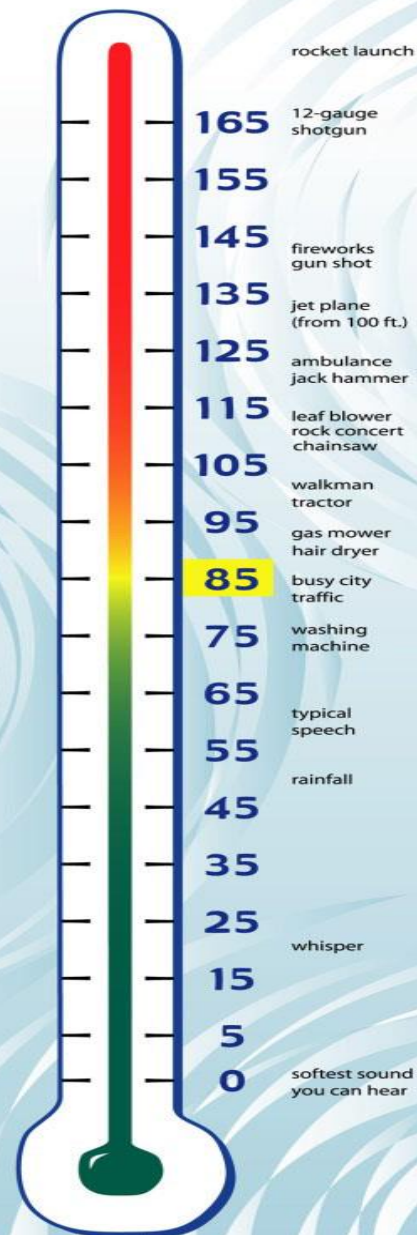 rocket launch
165 12-gauge
shotgun
155
145 fireworks
gun shot
135 jet plane
(from 100 ft.)
125 ambulance
jack hammer
115 leaf blower
rock concert
chainsaw
105
walkman
tractor
95 gas mower
hair dryer
85 busy city
traffic
75 washing
machine
65
typical
speech
55
rainfall
45
35
25
whisper
15
5
0 softest sound
you can hear